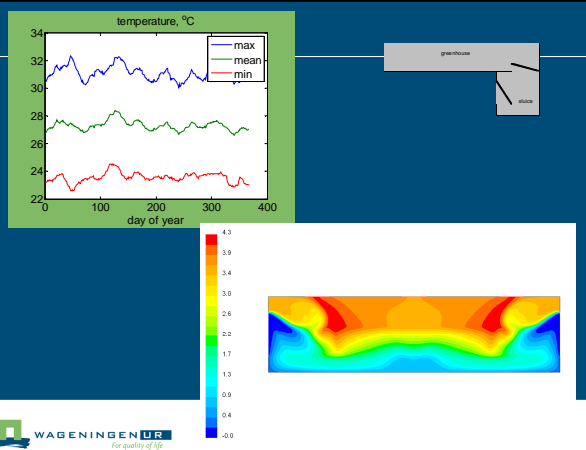 temperature, °C
34
32
30
28
26
24
22
max
mean
min
0
100
200
300
400
day of year
greenhouse
sluice
4.3
3.9
3.4
3.0
2.6
2.2
1.7
1.3
0.9
0.4
-0.0
WAGENINGEN UR
For quality of life